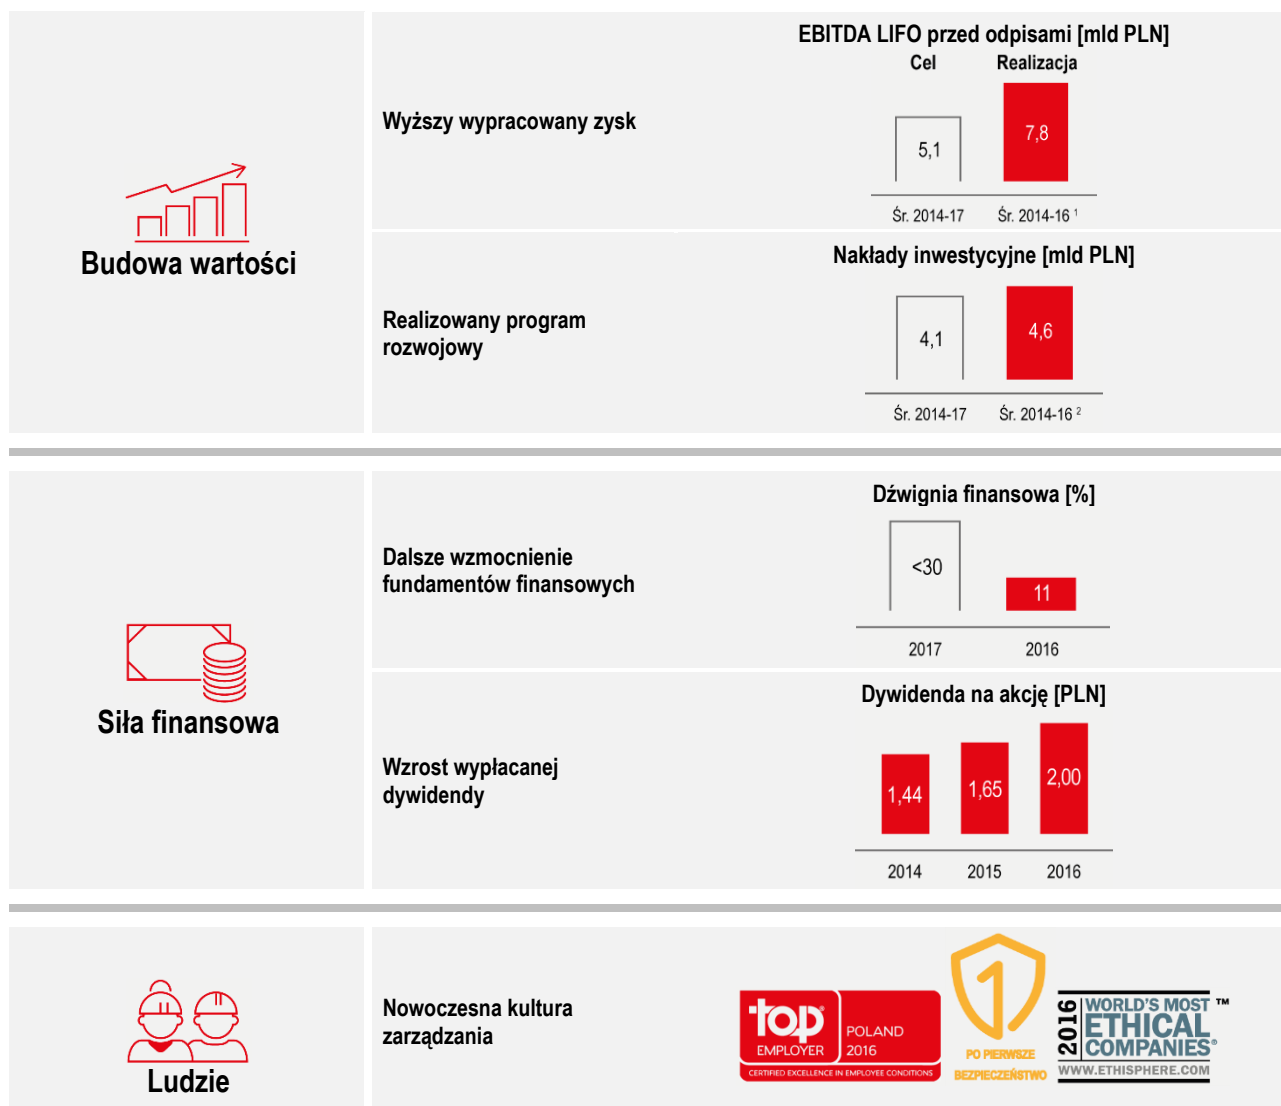 Budowa wartości
Wyższy wypracowany zysk
EBITDA LIFO przed odpisami [mld PLN]
Cel Realizacja
5,1 7,8
Śr. 2014-17 Śr. 2014-16 ¹
Realizowany program
rozwojowy
Nakłady inwestycyjne [mld PLN]
4,1 4,6
Śr. 2014-17 Śr. 2014-16 ²
Siła finansowa
Dalsze wzmocnienie
fundamentów finansowych
Dźwignia finansowa [%]
<30 11
2017 2016
Wzrost wypłacanej
dywidendy
Dywidenda na akcję [PLN]
1,44 1,65 2,00
2014 2015 2016
Ludzie
Nowoczesna kultura
zarządzania
top
EMPLOYER
POLAND
2016
CERTIFIED EXCELLENCE IN EMPLOYEE CONDITIONS
1
PO PIERWSZE
BEZPIECZEŃSTWO
2016
WORLD'S MOST ™
ETHICAL
COMPANIES®
WWW.ETHISPHERE.COM